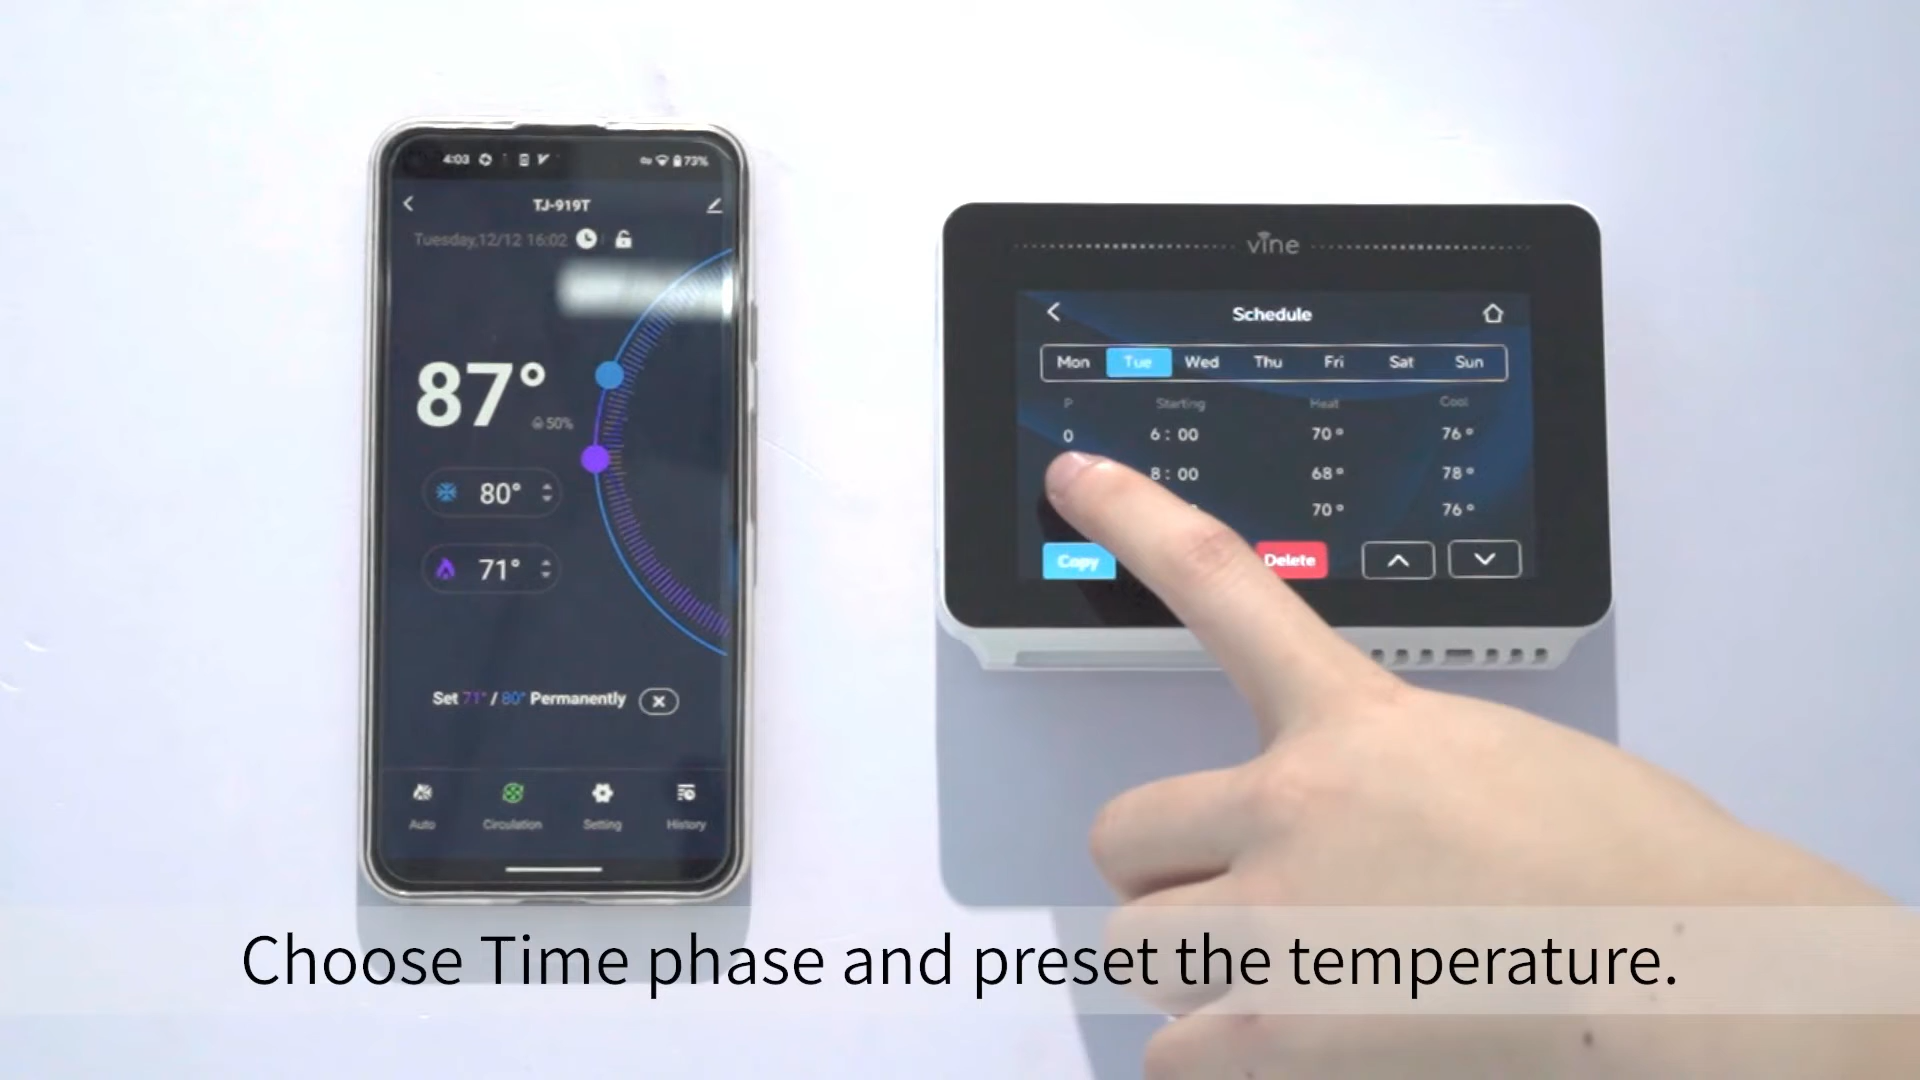 4:03 73%
TJ-919T
Tuesday,12/12 16:02
87°
50%
80°
71°
Set 71° / 80° Permanently
Auto Circulation Setting History
vine
Schedule
Mon Tue Wed Thu Fri Sat Sun
P Starting Heat Cool
0 6:00 70° 76°
8:00 68° 78°
70° 76°
Copy Delete
Choose Time phase and preset the temperature.